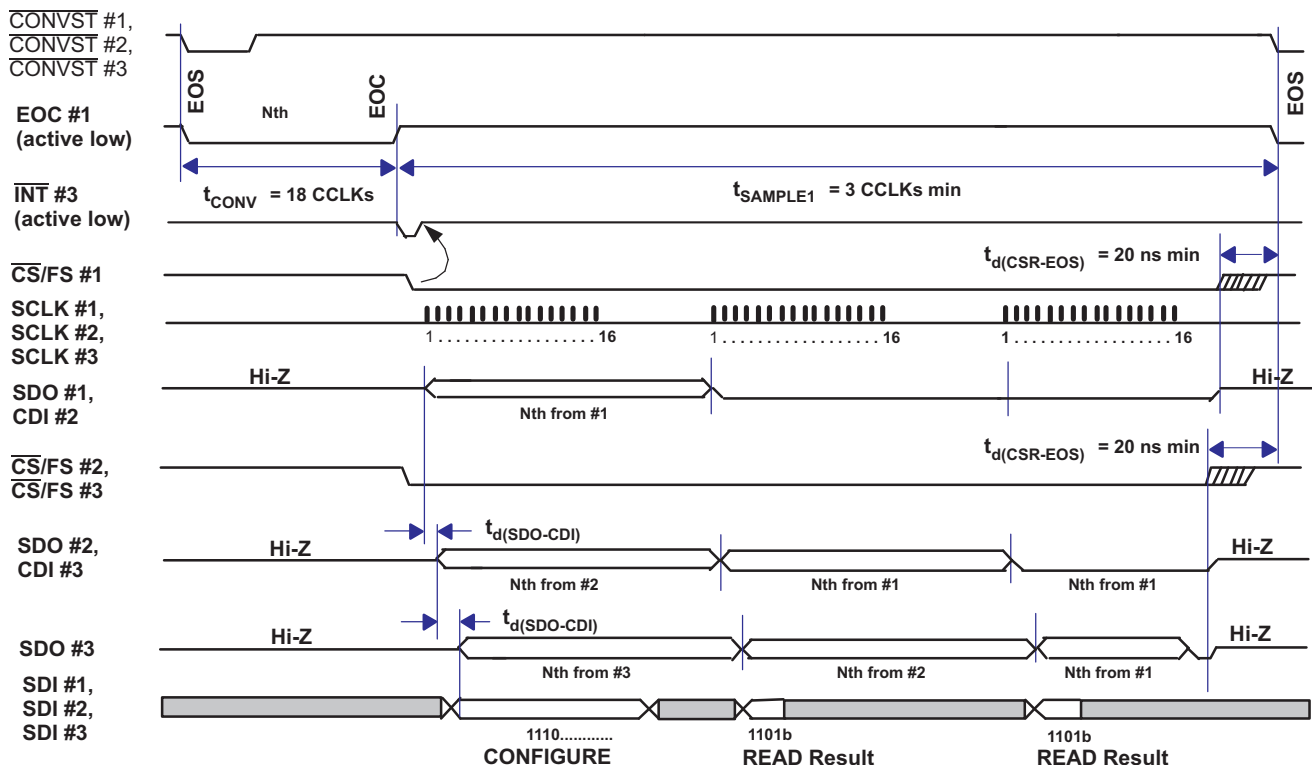 CONVST #1,
CONVST #2,
CONVST #3
EOS
EOC
EOS
Nth
EOC #1
(active low)
tCONV = 18 CCLKs
tSAMPLE1 = 3 CCLKs min
INT #3
(active low)
td(CSR-EOS) = 20 ns min
CS/FS #1
SCLK #1,
SCLK #2,
SCLK #3
1 . . . . . . . . . . . . . . . . . . 16
1 . . . . . . . . . . . . . . . . . . 16
1 . . . . . . . . . . . . . . . . . . 16
Hi-Z
Hi-Z
SDO #1,
CDI #2
Nth from #1
td(CSR-EOS) = 20 ns min
CS/FS #2,
CS/FS #3
td(SDO-CDI)
SDO #2,
CDI #3
Hi-Z
Hi-Z
Nth from #2
Nth from #1
Nth from #1
td(SDO-CDI)
SDO #3
Hi-Z
Hi-Z
Nth from #3
Nth from #2
Nth from #1
SDI #1,
SDI #2,
SDI #3
1110............
1101b
1101b
CONFIGURE
READ Result
READ Result